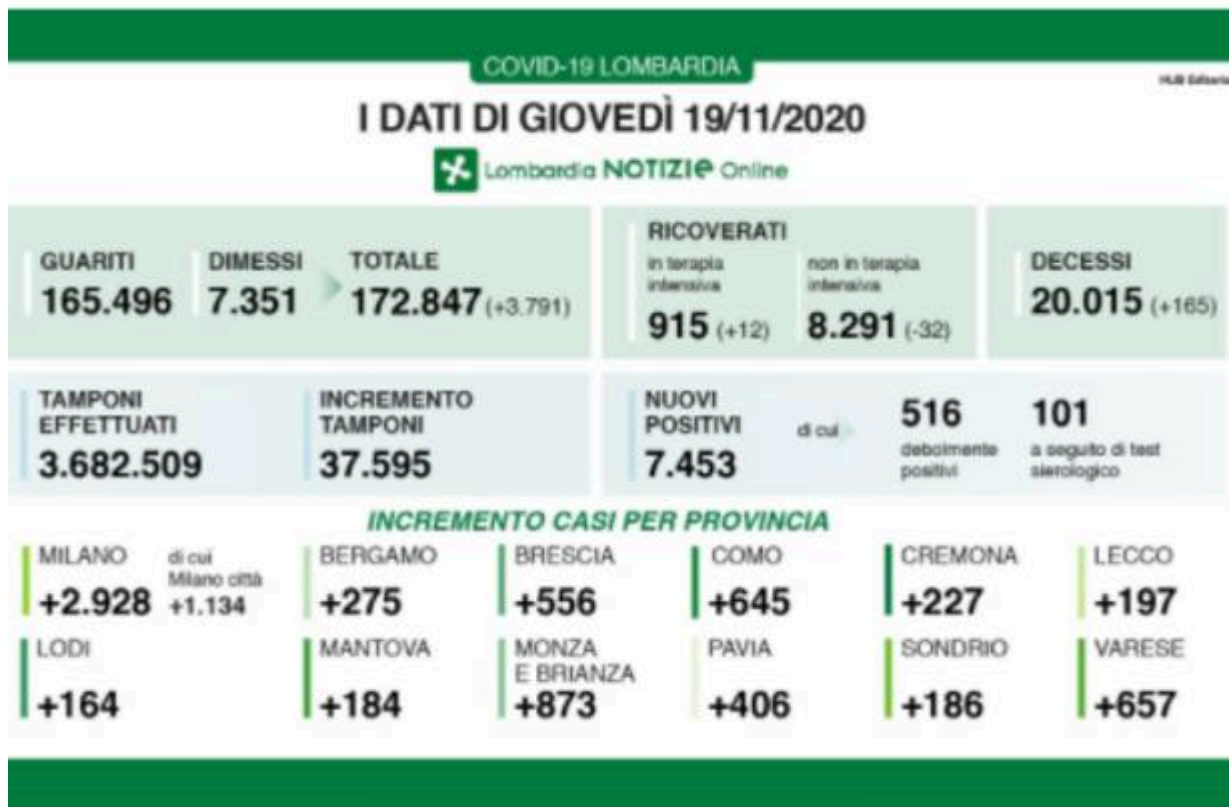 COVID-19 LOMBARDIA
HUB Editoria
I DATI DI GIOVEDÌ 19/11/2020
Lombardia NOTIZIE Online
GUARITI
165.496
DIMESSI
7.351
TOTALE
172.847 (+3.791)
RICOVERATI
in terapia
intensiva
915 (+12)
non in terapia
intensiva
8.291 (-32)
DECESSI
20.015 (+165)
TAMPONI
EFFETTUATI
3.682.509
INCREMENTO
TAMPONI
37.595
NUOVI
POSITIVI
7.453
di cui
516
debolmente
positivi
101
a seguito di test
sierologico
INCREMENTO CASI PER PROVINCIA
MILANO
+2.928
di cui
Milano città
+1.134
BERGAMO
+275
BRESCIA
+556
COMO
+645
CREMONA
+227
LECCO
+197
LODI
+164
MANTOVA
+184
MONZA
E BRIANZA
+873
PAVIA
+406
SONDRIO
+186
VARESE
+657